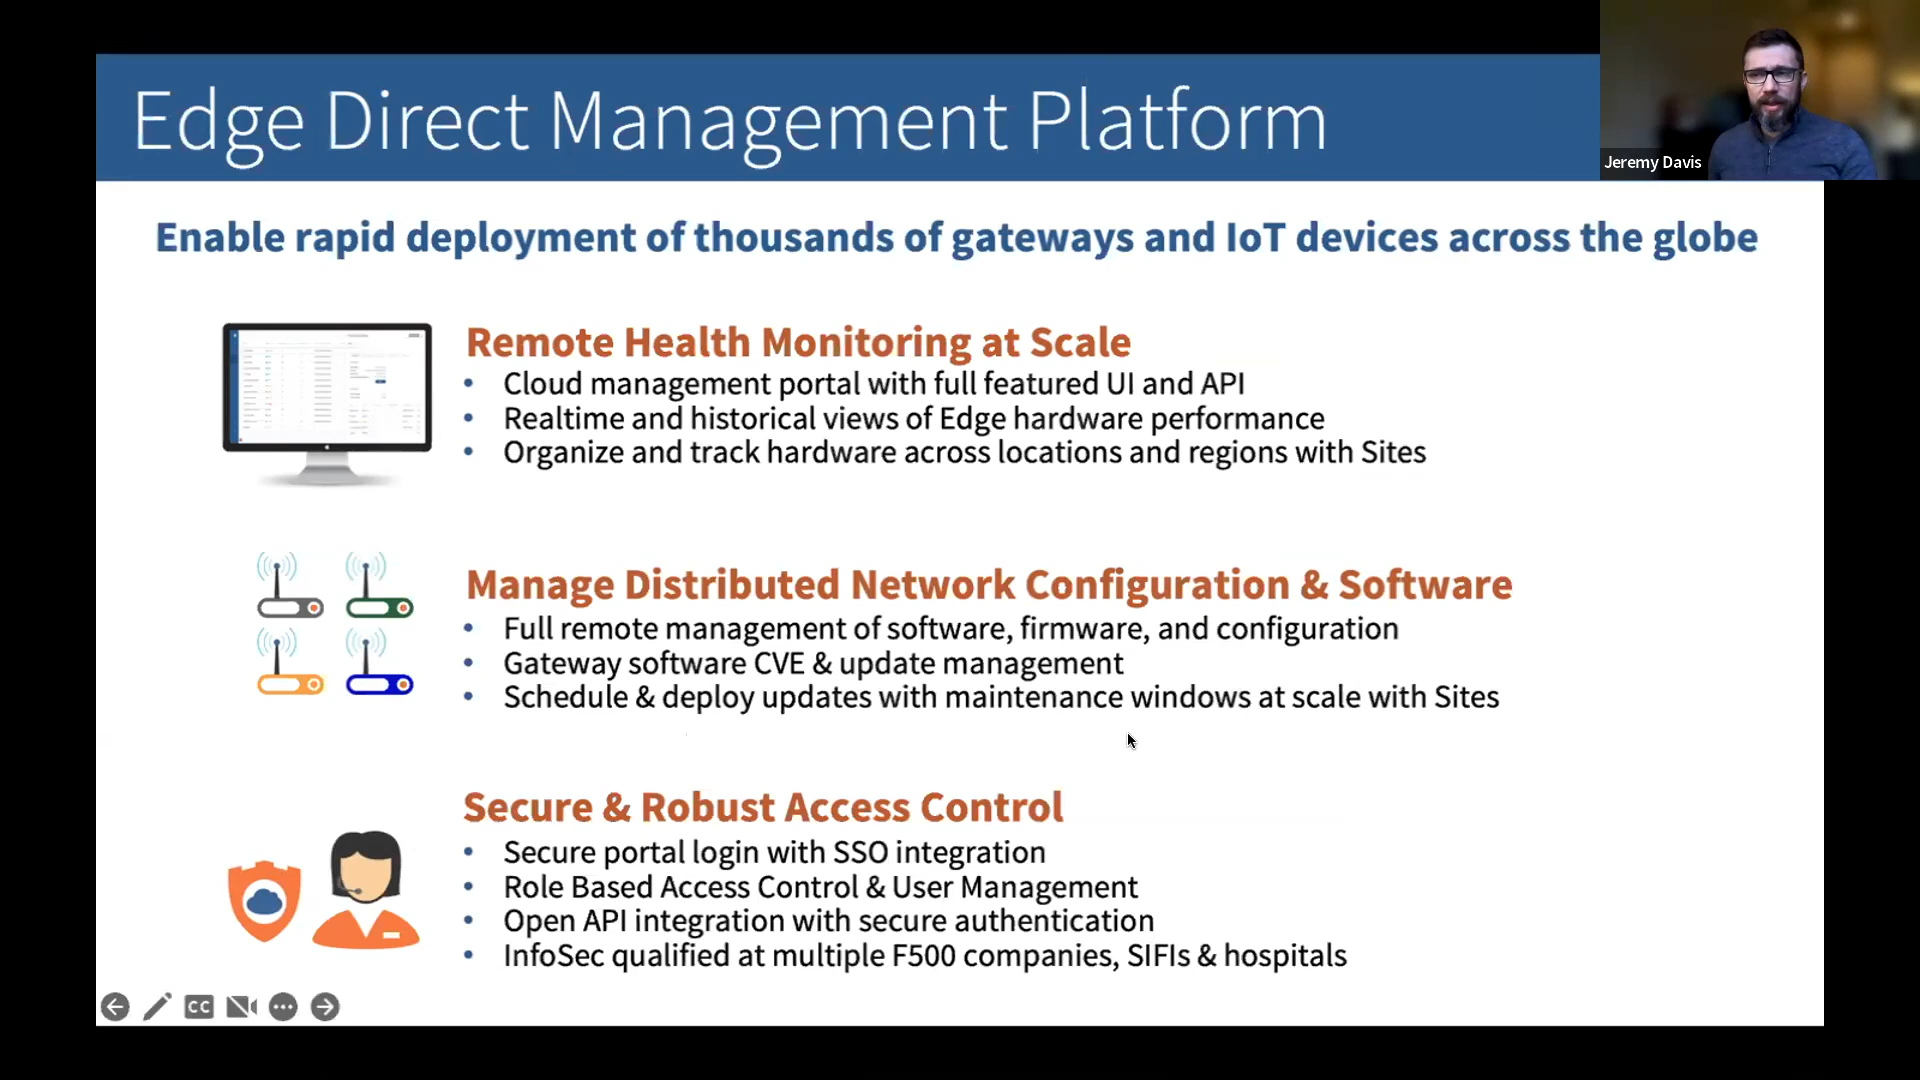 Edge Direct Management Platform
Jeremy Davis
Enable rapid deployment of thousands of gateways and IoT devices across the globe
Remote Health Monitoring at Scale
• Cloud management portal with full featured UI and API
• Realtime and historical views of Edge hardware performance
• Organize and track hardware across locations and regions with Sites
Manage Distributed Network Configuration & Software
• Full remote management of software, firmware, and configuration
• Gateway software CVE & update management
• Schedule & deploy updates with maintenance windows at scale with Sites
Secure & Robust Access Control
• Secure portal login with SSO integration
• Role Based Access Control & User Management
• Open API integration with secure authentication
• InfoSec qualified at multiple F500 companies, SIFIs & hospitals
CC